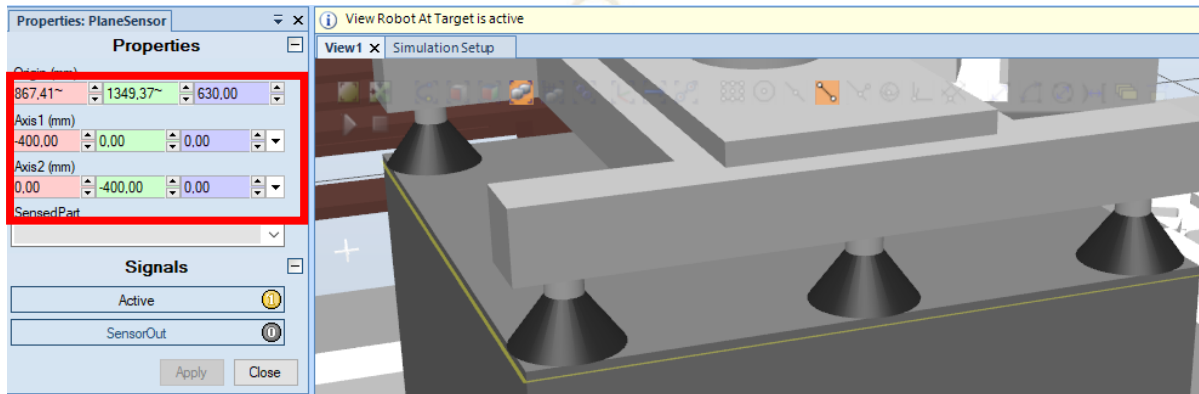 Properties: PlaneSensor
Properties
Origin (mm)
867,41~ 1349,37~ 630,00
Axis1 (mm)
-400,00 0,00 0,00
Axis2 (mm)
0,00 -400,00 0,00
SensedPart
Signals
Active 1
SensorOut 0
Apply Close
View Robot At Target is active
View1 X Simulation Setup